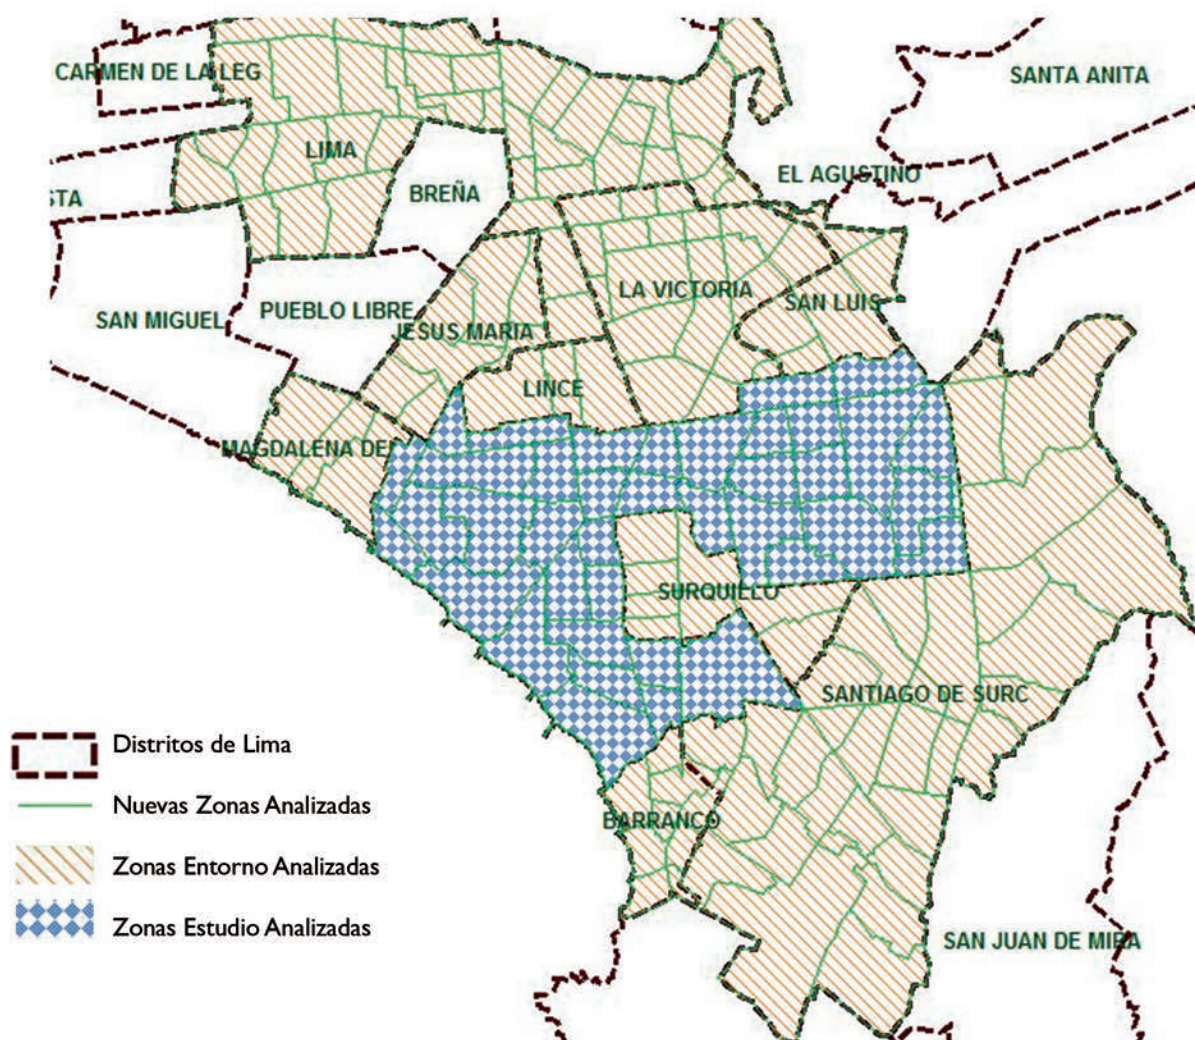 CARMEN DE LA LEG
SANTA ANITA
LIMA
EL AGUSTINO
BREÑA
STA
LA VICTORIA
SAN LUIS
PUEBLO LIBRE
SAN MIGUEL
JESUS MARIA
LINCE
MAGDALENA DE
SURQUILLO
SANTIAGO DE SURC
BARRANCO
SAN JUAN DE MIRA
Distritos de Lima
Nuevas Zonas Analizadas
Zonas Entorno Analizadas
Zonas Estudio Analizadas